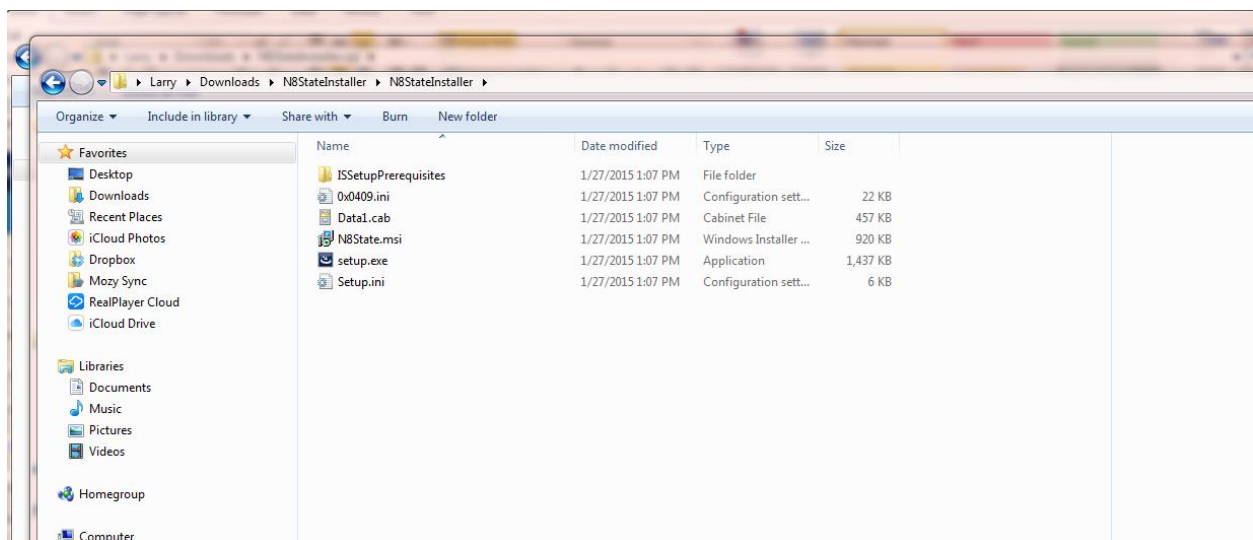 Larry Downloads N8StateInstaller N8StateInstaller
Organize Include in library Share with Burn New folder
Name Date modified Type Size
Favorites
Desktop
Downloads
Recent Places
iCloud Photos
Dropbox
Mozy Sync
RealPlayer Cloud
iCloud Drive
Libraries
Documents
Music
Pictures
Videos
Homegroup
Computer
ISSetupPrerequisites 1/27/2015 1:07 PM File folder
0x0409.ini 1/27/2015 1:07 PM Configuration sett... 22 KB
Data1.cab 1/27/2015 1:07 PM Cabinet File 457 KB
N8State.msi 1/27/2015 1:07 PM Windows Installer ... 920 KB
setup.exe 1/27/2015 1:07 PM Application 1,437 KB
Setup.ini 1/27/2015 1:07 PM Configuration sett... 6 KB